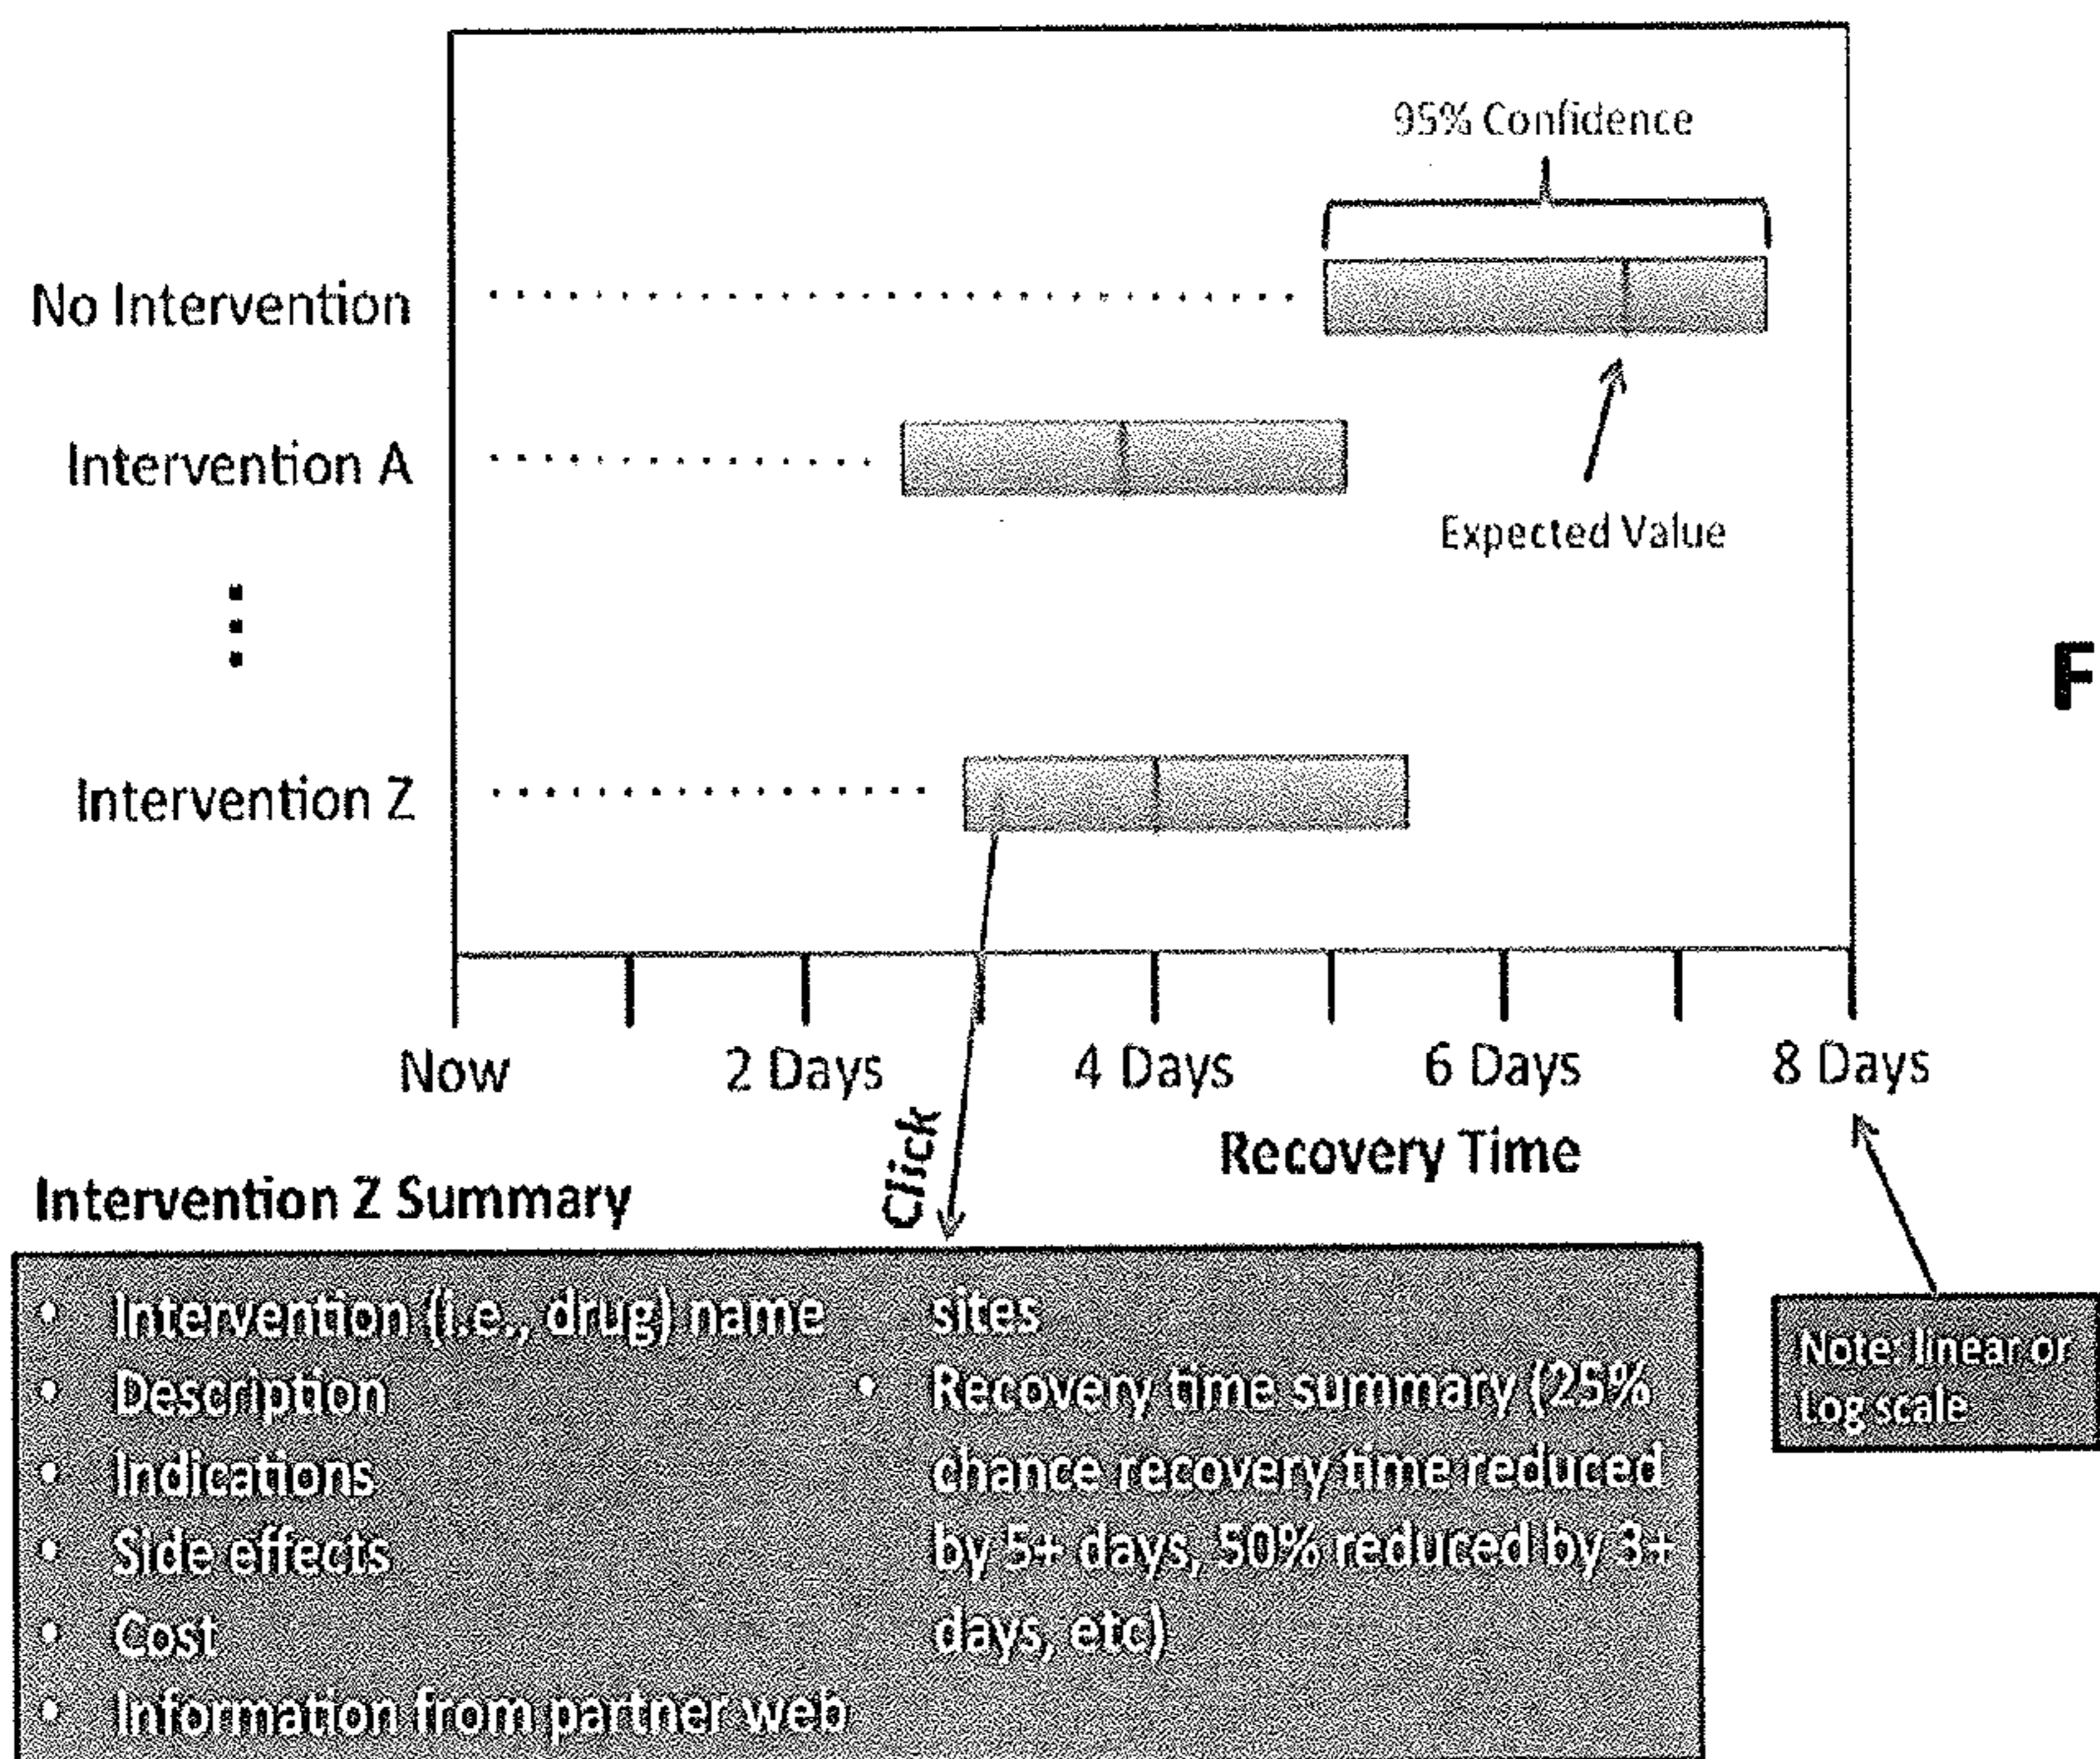 95% Confidence
No Intervention
Intervention A
Expected Value
F
Intervention Z
Now
2 Days
4 Days
6 Days
8 Days
Recovery Time
Click
Intervention Z Summary
• Intervention (i.e., drug) name
• Description
• Indications
• Side effects
• Cost
• Information from partner web
sites
• Recovery time summary (25%
chance recovery time reduced
by 5+ days, 50% reduced by 3+
days, etc)
Note: linear or
Log scale